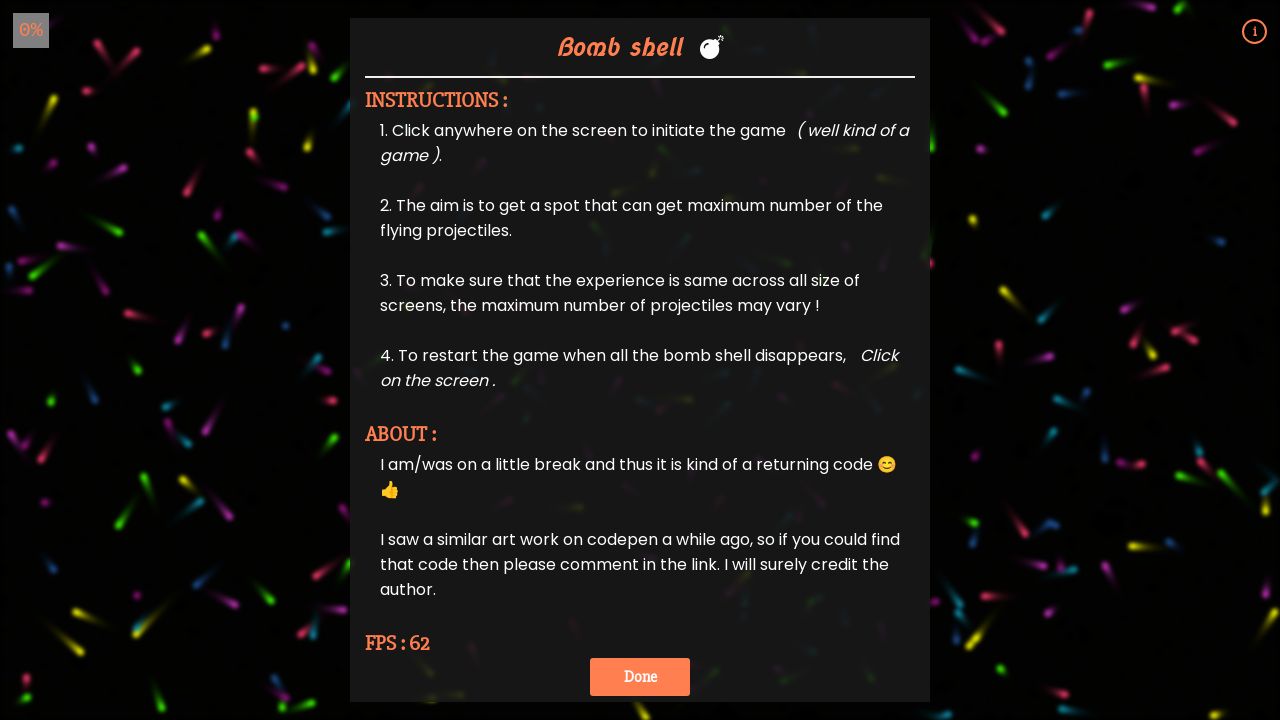 0%
i
Bomb shell 💣
INSTRUCTIONS :
1. Click anywhere on the screen to initiate the game ( well kind of a
game ).
2. The aim is to get a spot that can get maximum number of the
flying projectiles.
3. To make sure that the experience is same across all size of
screens, the maximum number of projectiles may vary !
4. To restart the game when all the bomb shell disappears, Click
on the screen .
ABOUT :
I am/was on a little break and thus it is kind of a returning code 😊
👍
I saw a similar art work on codepen a while ago, so if you could find
that code then please comment in the link. I will surely credit the
author.
FPS : 62
Done